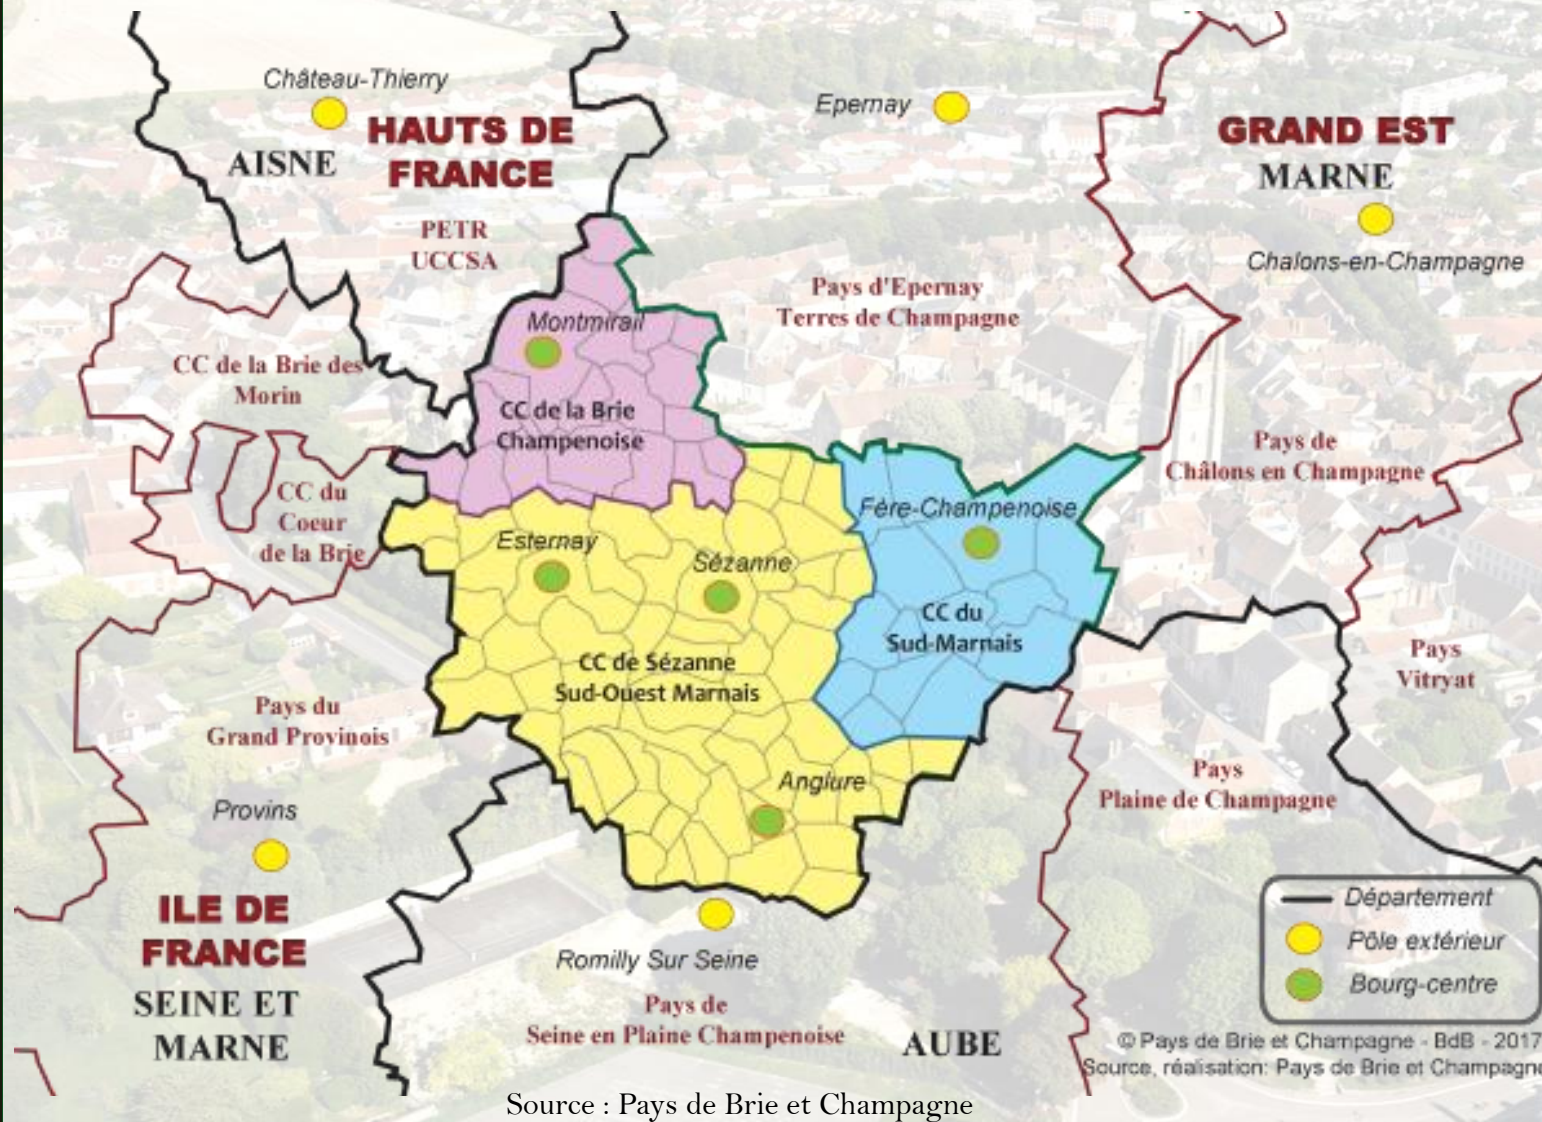 Château-Thierry
Epernay
HAUTS DE
FRANCE
AISNE
GRAND EST
MARNE
PETR
UCCSA
Chalons-en-Champagne
Pays d'Epernay
Terres de Champagne
Montmirail
CC de la Brie des
Morin
CC de la Brie
Champenoise
Pays de
Châlons en Champagne
CC du
Coeur
de la Brie
Fère-Champenoise
Esternay
Sézanne
CC du
Sud-Marnais
CC de Sézanne
Sud-Ouest Marnais
Pays
Vitryat
Pays du
Grand Provinois
Pays
Plaine de Champagne
Anglure
Provins
ILE DE
FRANCE
SEINE ET
MARNE
Romilly Sur Seine
Pays de
Seine en Plaine Champenoise
AUBE
Département
Pôle extérieur
Bourg-centre
© Pays de Brie et Champagne - BdB - 2017
Source, réalisation: Pays de Brie et Champagne
Source : Pays de Brie et Champagne